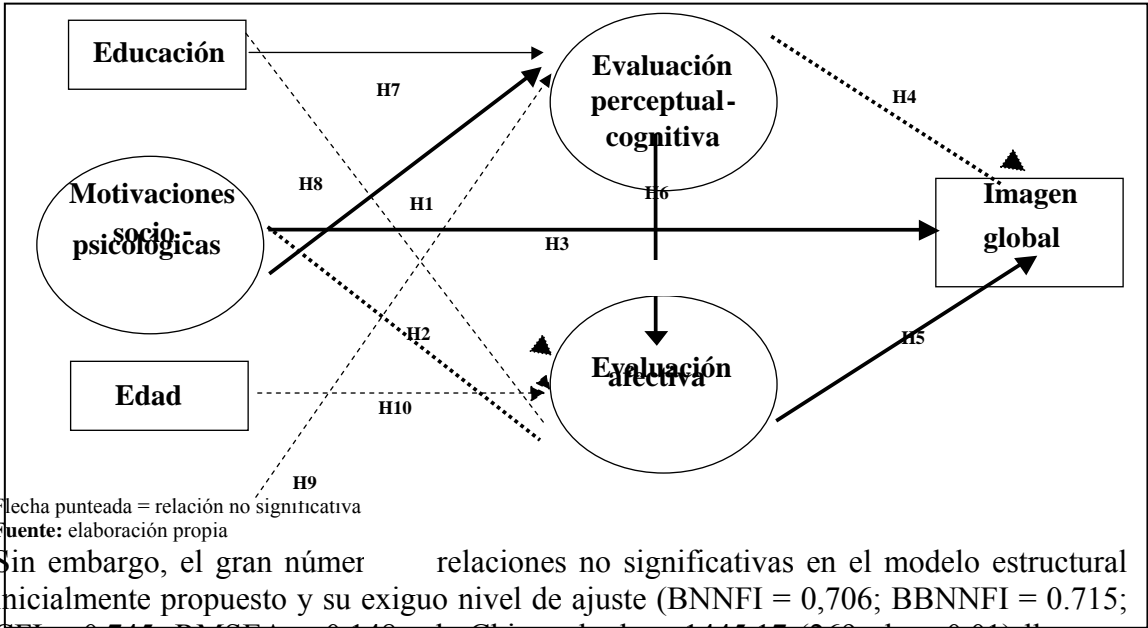 Educación
Evaluación
perceptual-
cognitiva
H7
H4
Motivaciones
socio-
psicológicas
H8
H1
H6
Imagen
global
H3
H2
H5
Evaluación
afectiva
Edad
H10
H9
Flecha punteada = relación no significativa
Fuente: elaboración propia
Sin embargo, el gran númer relaciones no significativas en el modelo estructural
inicialmente propuesto y su exiguo nivel de ajuste (BNNFI = 0,706; BBNNFI = 0.715;